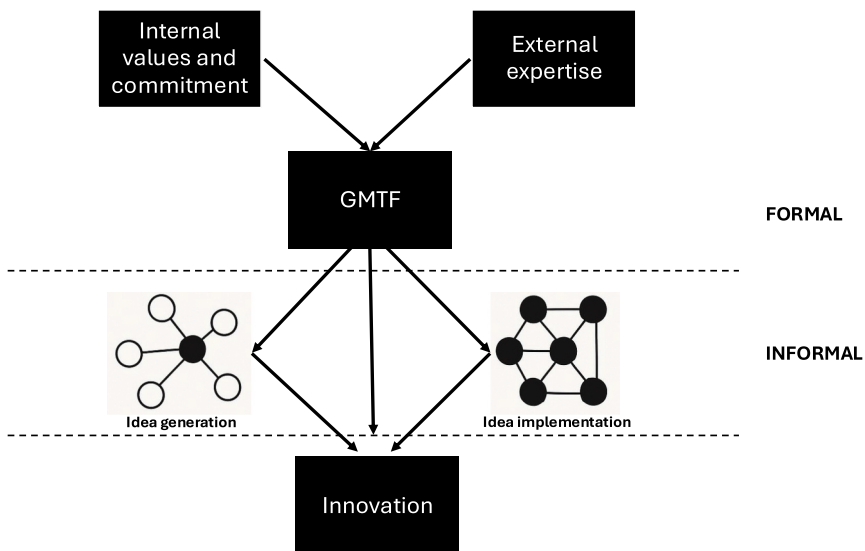 Internal
values and
commitment
External
expertise
GMTF
FORMAL
INFORMAL
Idea generation
Idea implementation
Innovation